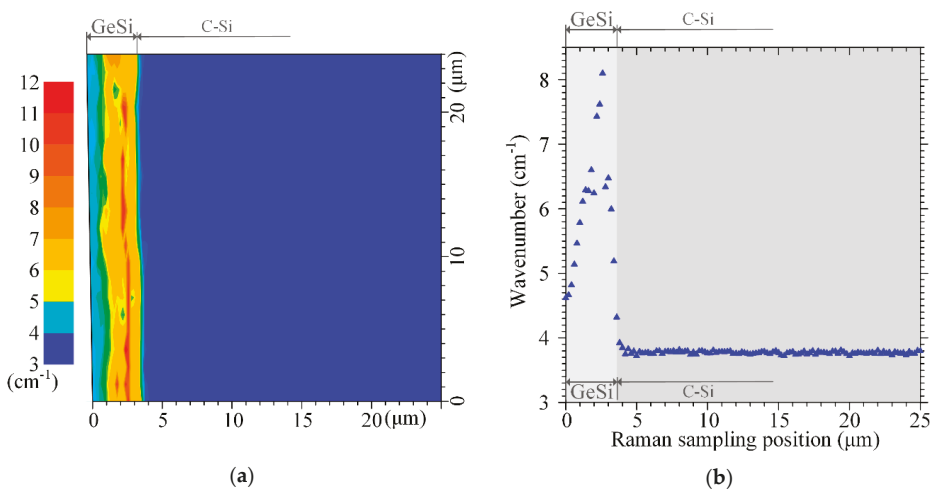 GeSi
C-Si
12
11
10
9
8
7
6
5
4
3
(cm-1)
20 (μm)
10
0
0 5 10 15 20 (μm)
(a)
GeSi
C-Si
8
7
6
5
4
3
Wavenumber (cm-1)
GeSi
C-Si
0 5 10 15 20 25
Raman sampling position (μm)
(b)